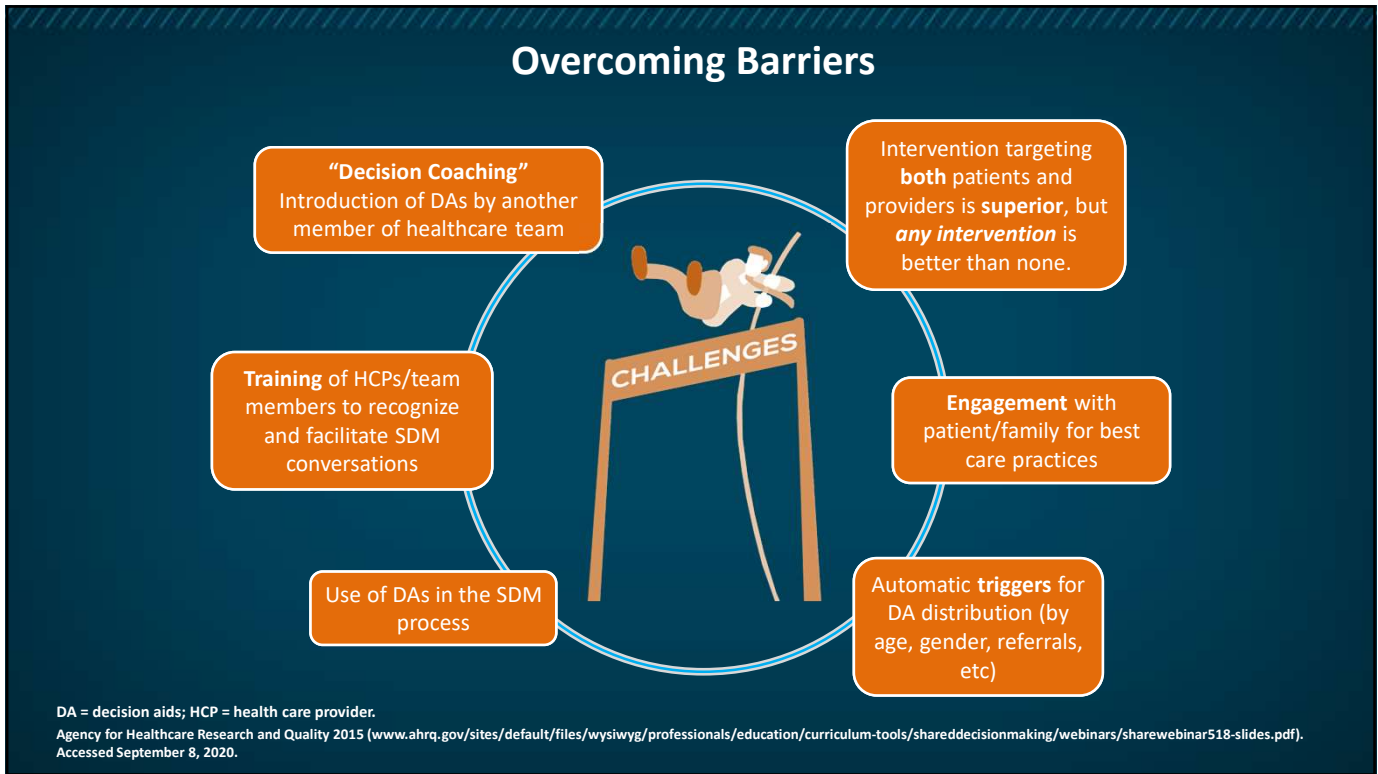 Overcoming Barriers
“Decision Coaching”
Introduction of DAs by another
member of healthcare team
Intervention targeting
both patients and
providers is superior, but
any intervention is
better than none.
CHALLENGES
Training of HCPs/team
members to recognize
and facilitate SDM
conversations
Engagement with
patient/family for best
care practices
Use of DAs in the SDM
process
Automatic triggers for
DA distribution (by
age, gender, referrals,
etc)
DA = decision aids; HCP = health care provider.
Agency for Healthcare Research and Quality 2015 (www.ahrq.gov/sites/default/files/wysiwyg/professionals/education/curriculum-tools/shareddecisionmaking/webinars/sharewebinar518-slides.pdf).
Accessed September 8, 2020.